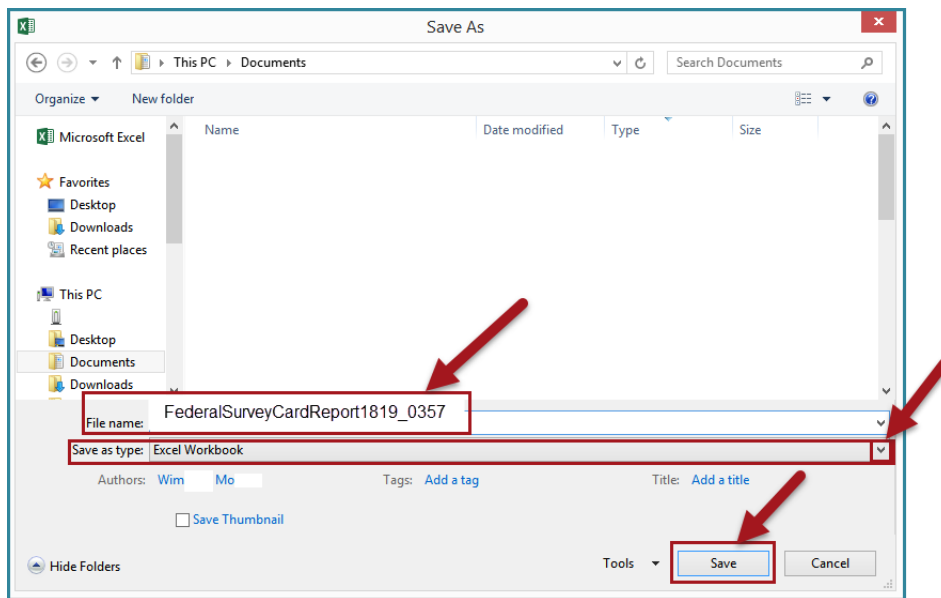 Save As
This PC Documents
Search Documents
Organize New folder
Name Date modified Type Size
Microsoft Excel
Favorites
Desktop
Downloads
Recent places
This PC
Desktop
Documents
Downloads
File name: FederalSurveyCardReport1819_0357
Save as type: Excel Workbook
Authors: Wim Mo Tags: Add a tag Title: Add a title
Save Thumbnail
Hide Folders Tools Save Cancel